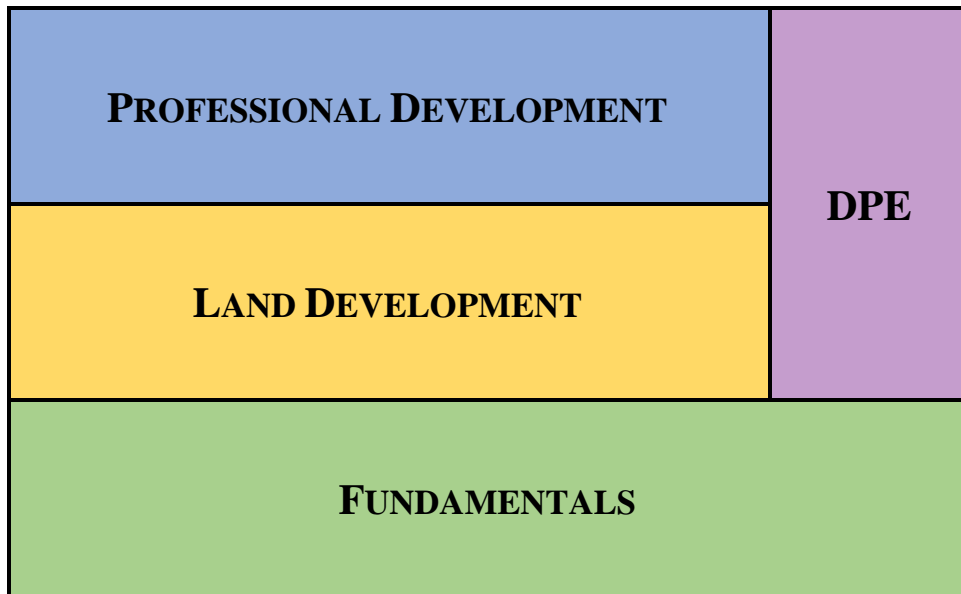 PROFESSIONAL DEVELOPMENT
DPE
LAND DEVELOPMENT
FUNDAMENTALS